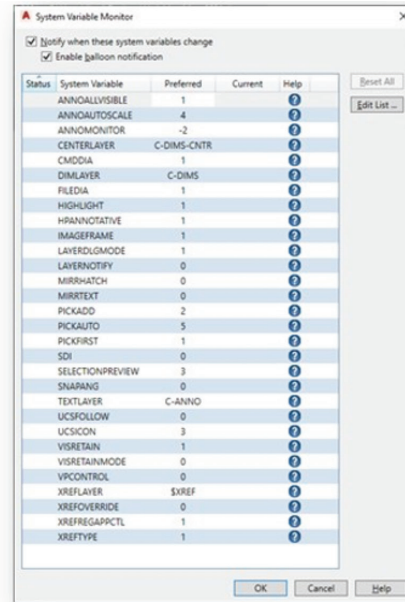 System Variable Monitor
Notify when these system variables change
Enable balloon notification
Status System Variable Preferred Current Help
Reset All
Edit List ...
ANNOALLVISIBLE 1
ANNOAUTOSCALE 4
ANNOMONITOR -2
CENTERLAYER C-DIMS-CNTR
CMDDIA 1
DIMLAYER C-DIMS
FILEDIA 1
HIGHLIGHT 1
HPANNOTATIVE 1
IMAGEFRAME 1
LAYERDLGMODE 1
LAYERNOTIFY 0
MIRRHATCH 0
MIRRTEXT 0
PICKADD 2
PICKAUTO 5
PICKFIRST 1
SDI 0
SELECTIONPREVIEW 3
SNAPANG 0
TEXTLAYER C-ANNO
UCSFOLLOW 0
UCSICON 3
VISRETAIN 1
VISRETAINMODE 0
VPCONTROL 0
XREFLAYER $XREF
XREFOVERRIDE 0
XREFREGAPPCTL 1
XREFTYPE 1
OK Cancel Help